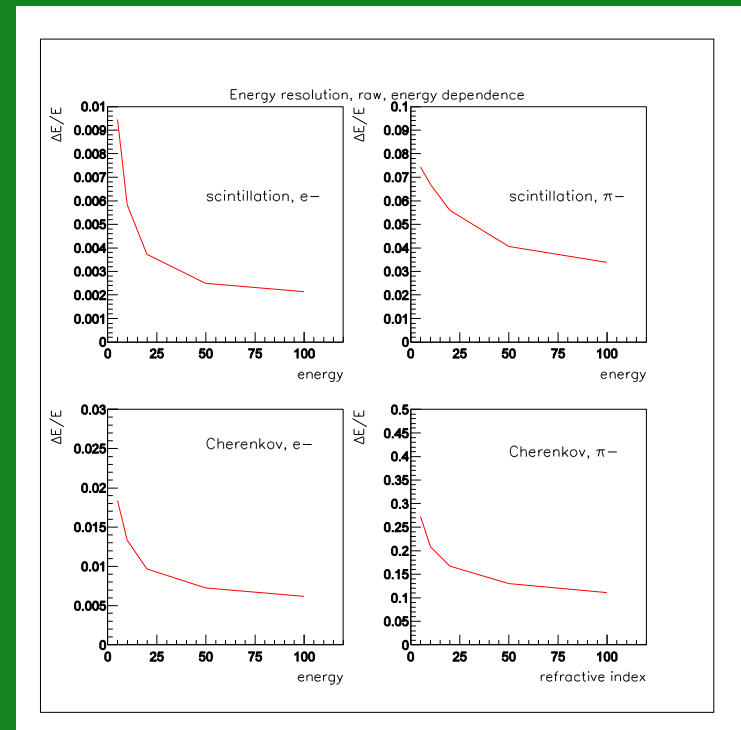 Energy resolution, raw, energy dependence
ΔE/E
0.01
0.009
0.008
0.007
0.006
0.005
0.004
0.003
0.002
0.001
0
scintillation, e−
0 25 50 75 100
energy
ΔE/E
0.1
0.09
0.08
0.07
0.06
0.05
0.04
0.03
0.02
0.01
0
scintillation, π−
0 25 50 75 100
energy
ΔE/E
0.03
0.025
0.02
0.015
0.01
0.005
0
Cherenkov, e−
0 25 50 75 100
energy
ΔE/E
0.5
0.45
0.4
0.35
0.3
0.25
0.2
0.15
0.1
0.05
0
Cherenkov, π−
0 25 50 75 100
refractive index